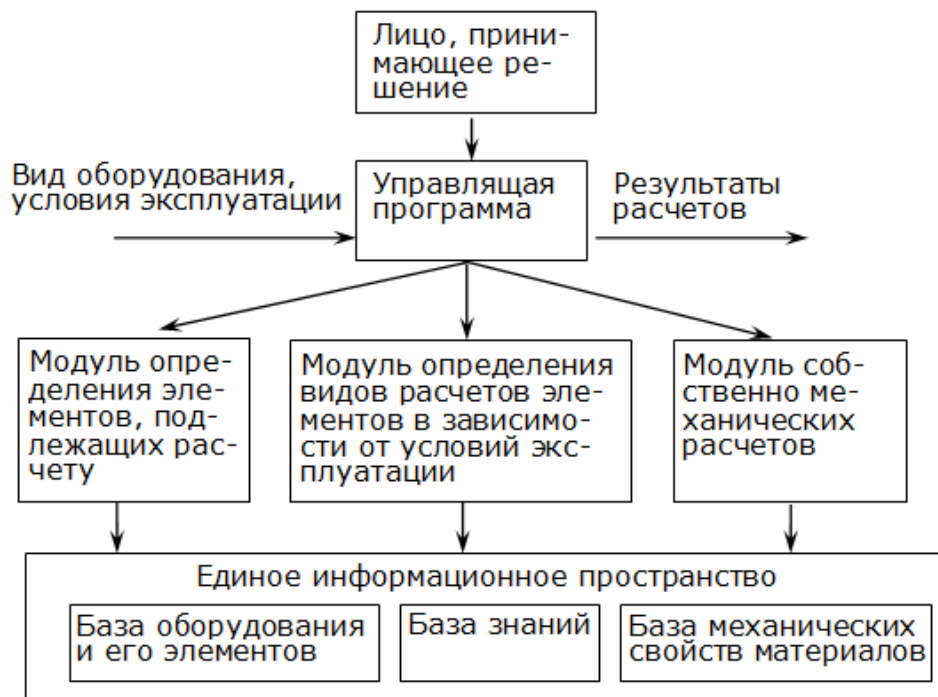 Лицо, прини-
мающее ре-
шение
Вид оборудования,
условия эксплуатации
Управлящая
программа
Результаты
расчетов
Модуль опре-
деления эле-
ментов, под-
лежащих рас-
чету
Модуль определения
видов расчетов эле-
ментов в зависимо-
сти от условий экс-
плуатации
Модуль соб-
ственно ме-
ханических
расчетов
Единое информационное пространство
База оборудования
и его элементов
База знаний
База механических
свойств материалов